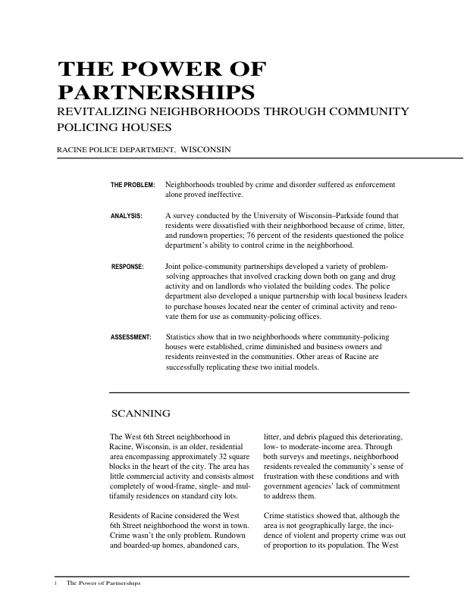 THE POWER OF
PARTNERSHIPS
REVITALIZING NEIGHBORHOODS THROUGH COMMUNITY
POLICING HOUSES
RACINE POLICE DEPARTMENT, WISCONSIN
THE PROBLEM: Neighborhoods troubled by crime and disorder suffered as enforcement
alone proved ineffective.
ANALYSIS: A survey conducted by the University of Wisconsin–Parkside found that
residents were dissatisfied with their neighborhood because of crime, litter,
and rundown properties; 76 percent of the residents questioned the police
department's ability to control crime in the neighborhood.
RESPONSE: Joint police-community partnerships developed a variety of problem-
solving approaches that involved cracking down both on gang and drug
activity and on landlords who violated the building codes. The police
department also developed a unique partnership with local business leaders
to purchase houses located near the center of criminal activity and reno-
vate them for use as community-policing offices.
ASSESSMENT: Statistics show that in two neighborhoods where community-policing
houses were established, crime diminished and business owners and
residents reinvested in the communities. Other areas of Racine are
successfully replicating these two initial models.
SCANNING
The West 6th Street neighborhood in
Racine, Wisconsin, is an older, residential
area encompassing approximately 32 square
blocks in the heart of the city. The area has
little commercial activity and consists almost
completely of wood-frame, single- and mul-
tifamily residences on standard city lots.
Residents of Racine considered the West
6th Street neighborhood the worst in town.
Crime wasn't the only problem. Rundown
and boarded-up homes, abandoned cars,
litter, and debris plagued this deteriorating,
low- to moderate-income area. Through
both surveys and meetings, neighborhood
residents revealed the community's sense of
frustration with these conditions and with
government agencies' lack of commitment
to address them.
Crime statistics showed that, although the
area is not geographically large, the inci-
dence of violent and property crime was out
of proportion to its population. The West
1 The Power of Partnerships